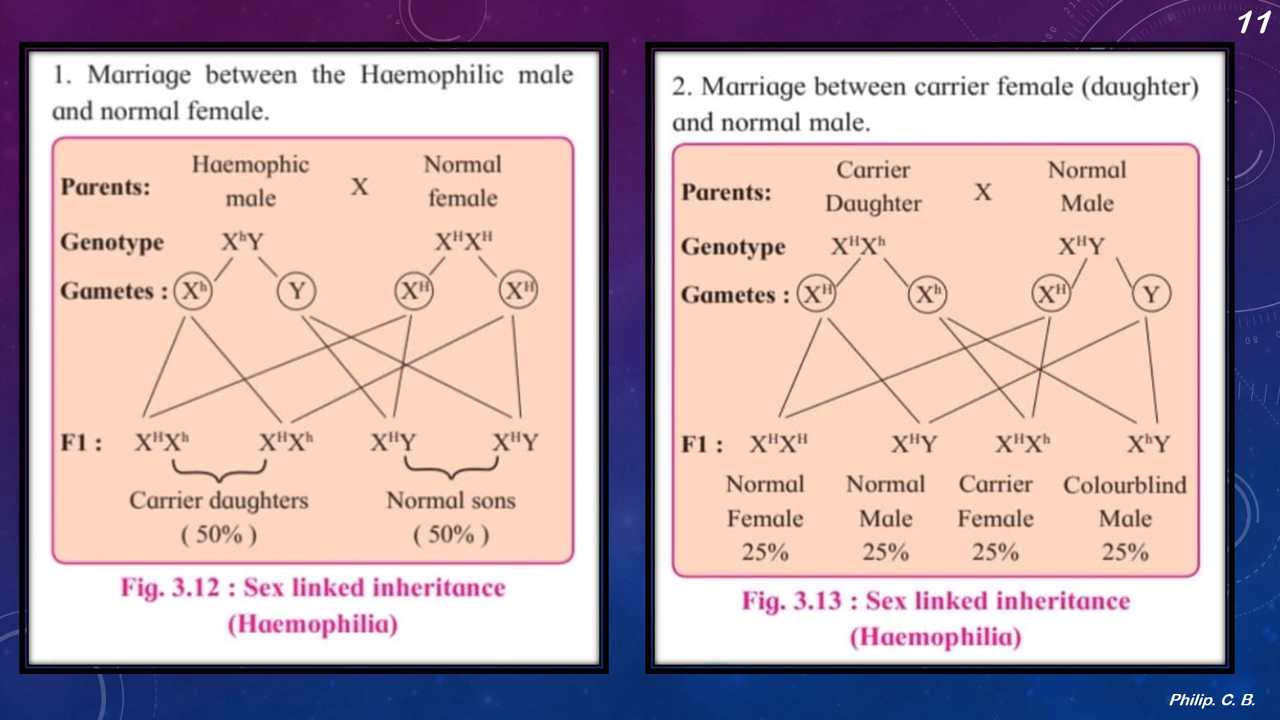 11
1. Marriage between the Haemophilic male
and normal female.
Parents: Haemophic male X Normal female
Genotype XʰY XᴴXᴴ
Gametes : Xʰ Y Xᴴ Xᴴ
F1 : XᴴXʰ XᴴXʰ XᴴY XᴴY
Carrier daughters Normal sons
( 50% ) ( 50% )
Fig. 3.12 : Sex linked inheritance
(Haemophilia)
2. Marriage between carrier female (daughter)
and normal male.
Parents: Carrier Daughter X Normal Male
Genotype XᴴXʰ XᴴY
Gametes : Xᴴ Xʰ Xᴴ Y
F1 : XᴴXᴴ XᴴY XᴴXʰ XʰY
Normal Normal Carrier Colourblind
Female Male Female Male
25% 25% 25% 25%
Fig. 3.13 : Sex linked inheritance
(Haemophilia)
Philip. C. B.